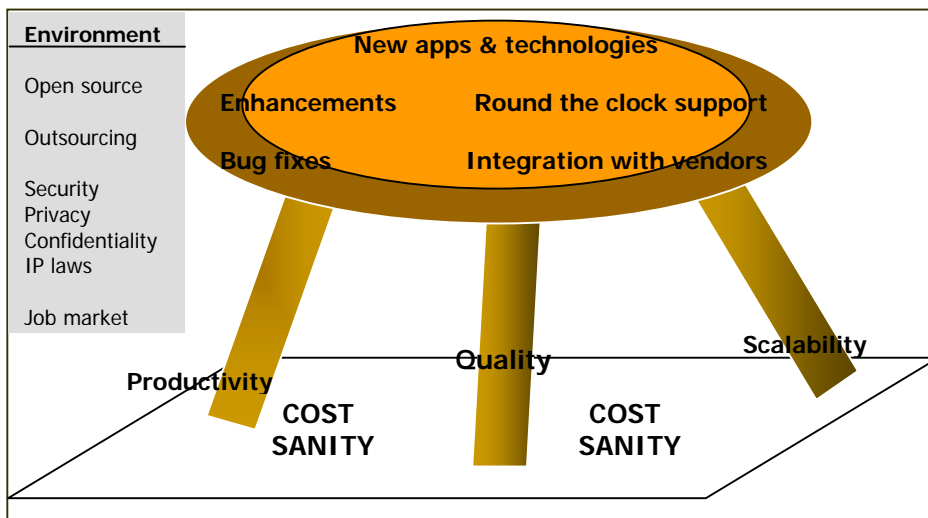 Environment
Open source
Outsourcing
Security
Privacy
Confidentiality
IP laws
Job market
New apps & technologies
Enhancements
Round the clock support
Bug fixes
Integration with vendors
Productivity
Quality
Scalability
COST
SANITY
COST
SANITY